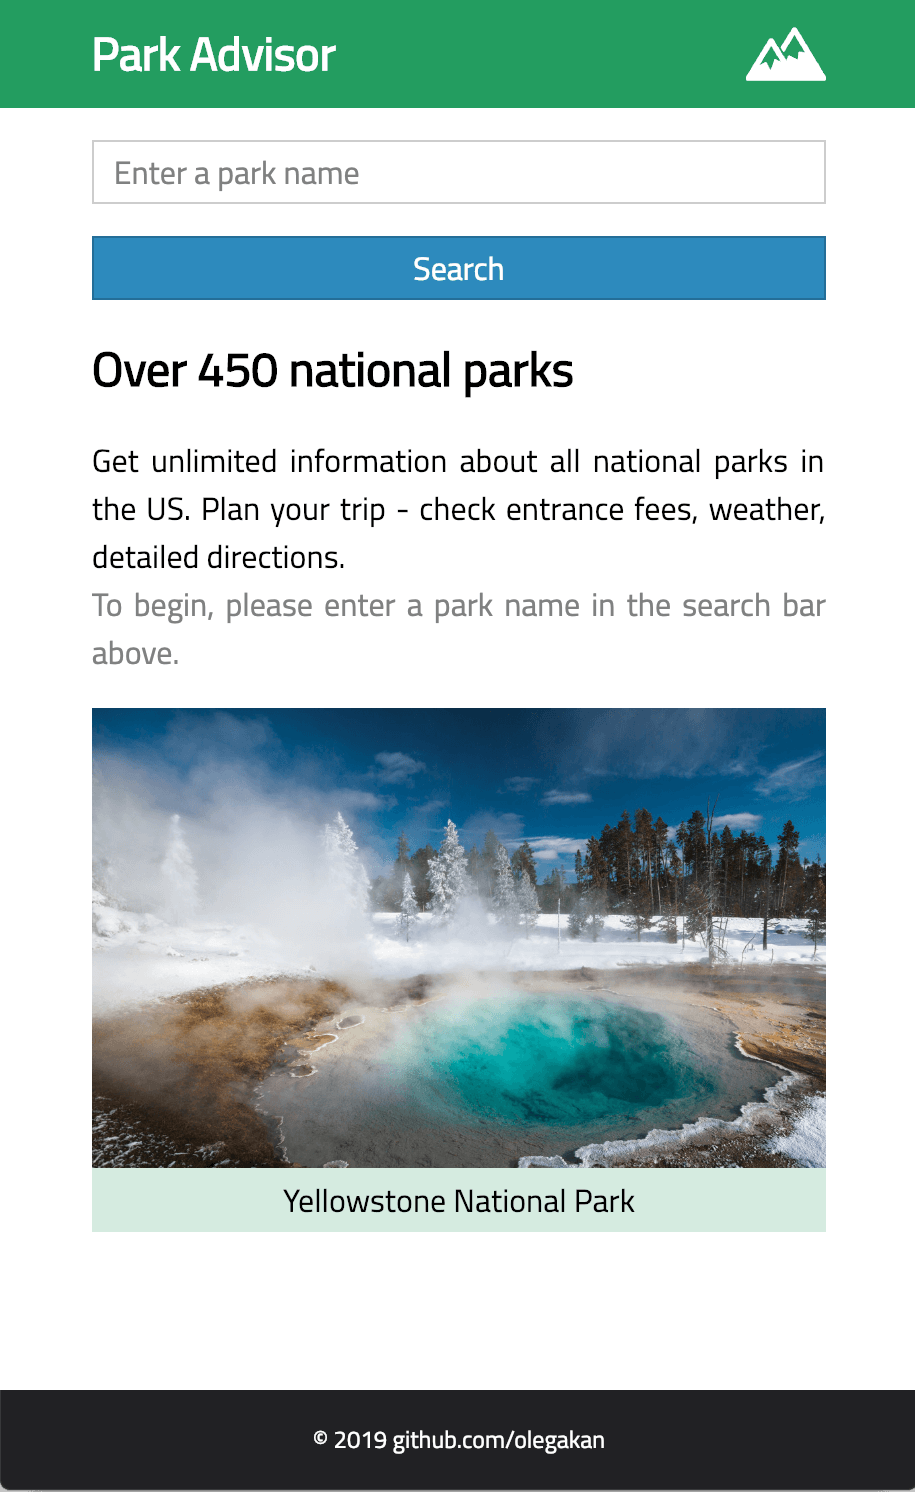 Park Advisor
Enter a park name
Search
Over 450 national parks
Get unlimited information about all national parks in
the US. Plan your trip - check entrance fees, weather,
detailed directions.
To begin, please enter a park name in the search bar
above.
Yellowstone National Park
© 2019 github.com/olegakan